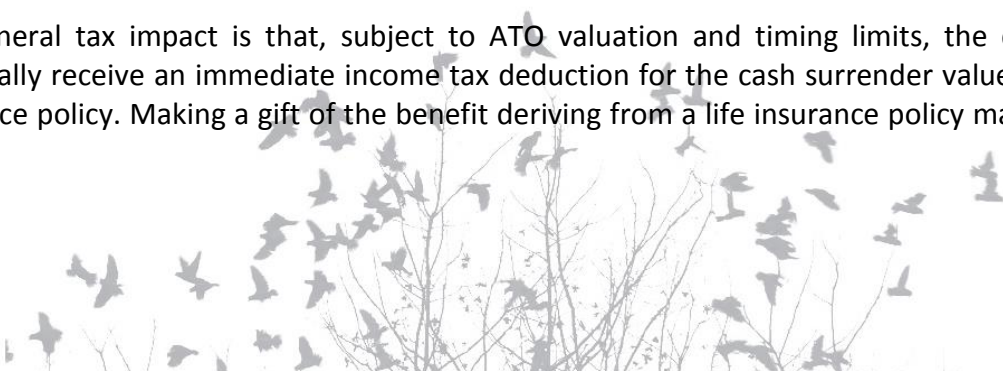 neral tax impact is that, subject to ATO valuation and timing limits, the
ally receive an immediate income tax deduction for the cash surrender value
ce policy. Making a gift of the benefit deriving from a life insurance policy ma